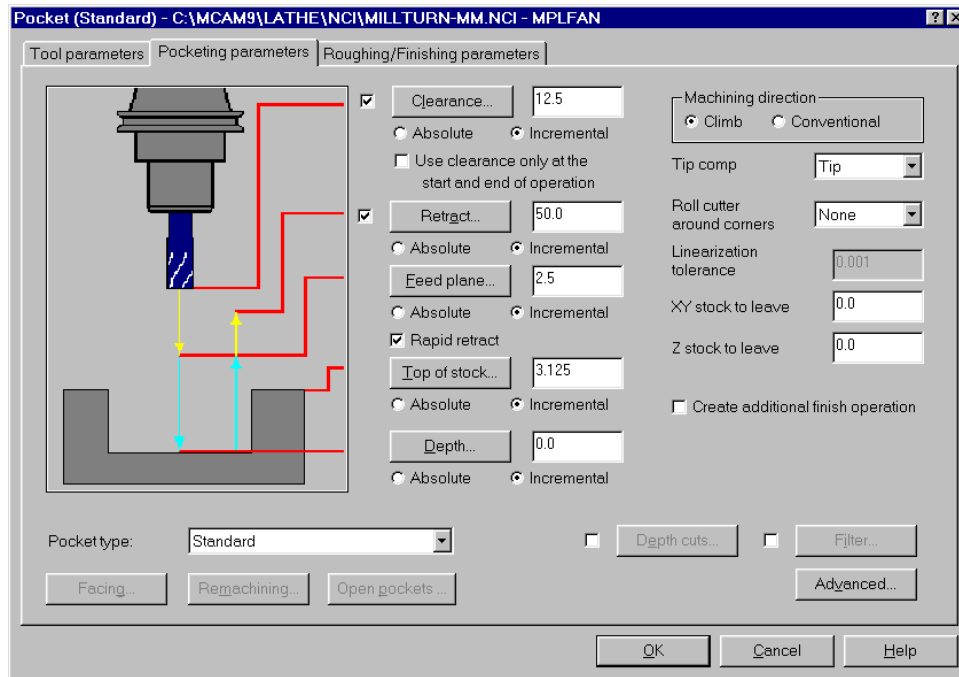 Pocket (Standard) - C:\MCAM9\LATHE\NCI\MILLTURN-MM.NCI - MPLFAN
Tool parameters
Pocketing parameters
Roughing/Finishing parameters
Clearance...
12.5
Absolute
Incremental
Use clearance only at the
start and end of operation
Retract...
50.0
Absolute
Incremental
Feed plane...
2.5
Absolute
Incremental
Rapid retract
Top of stock...
3.125
Absolute
Incremental
Depth...
0.0
Absolute
Incremental
Machining direction
Climb
Conventional
Tip comp
Tip
Roll cutter
around corners
None
Linearization
tolerance
0.001
XY stock to leave
0.0
Z stock to leave
0.0
Create additional finish operation
Pocket type:
Standard
Depth cuts...
Filter...
Facing...
Remachining...
Open pockets ...
Advanced...
OK
Cancel
Help